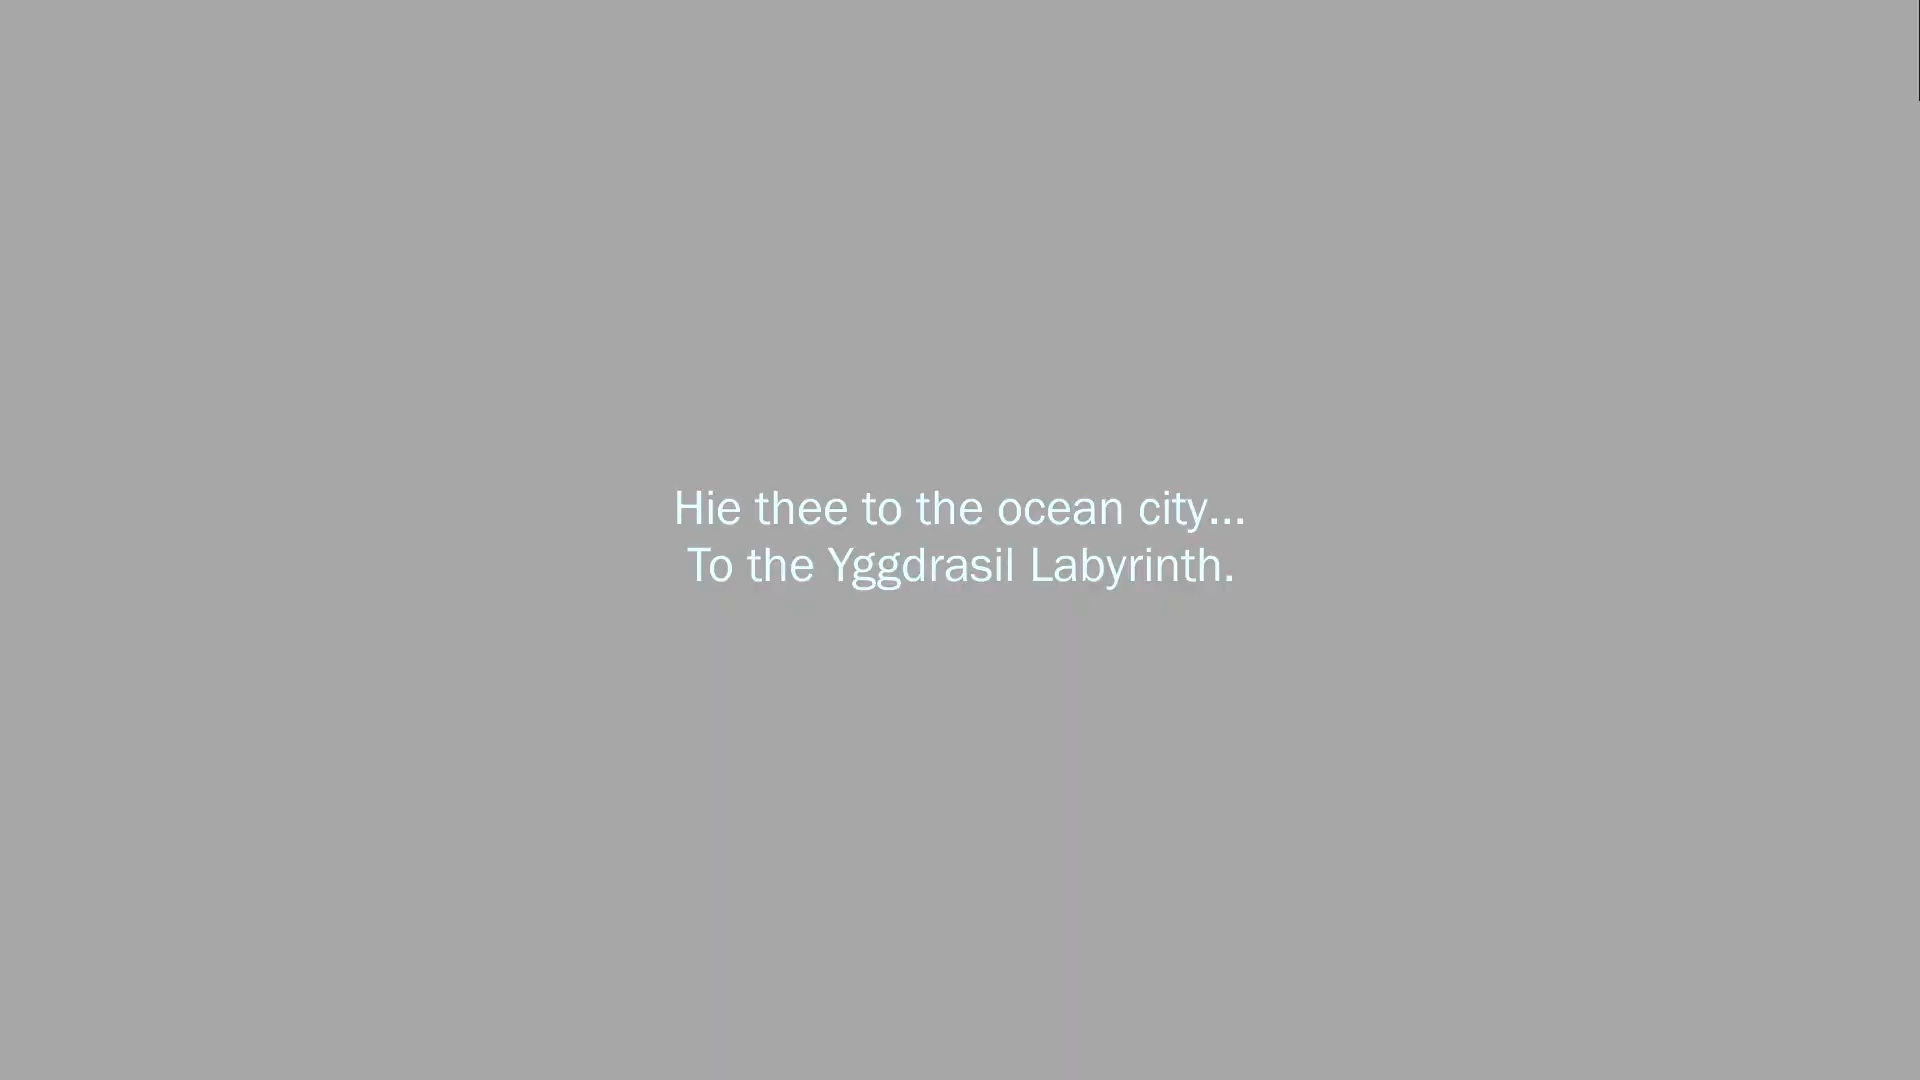 Hie thee to the ocean city...
To the Yggdrasil Labyrinth.